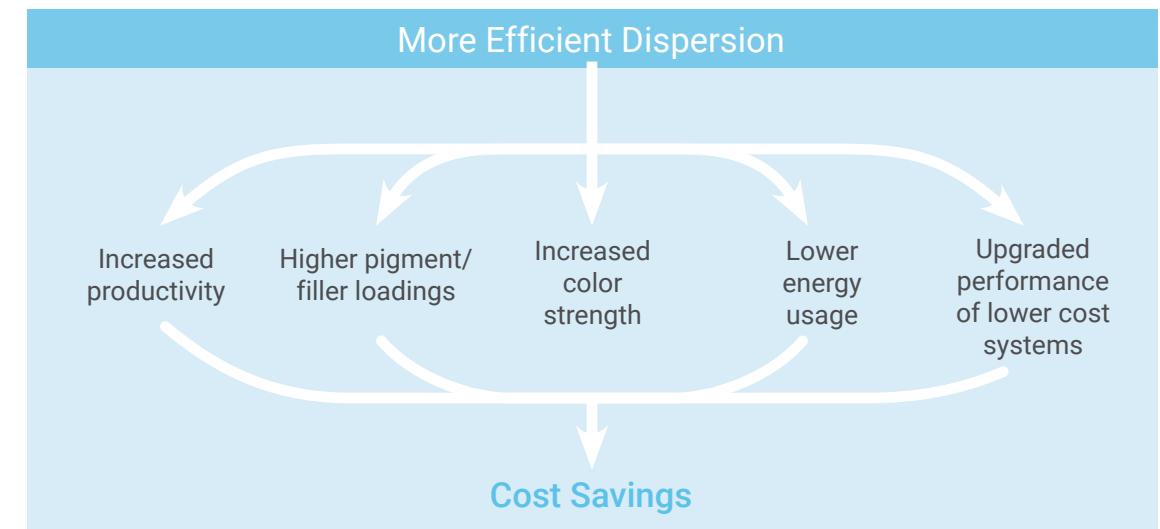 More Efficient Dispersion
Increased
productivity
Higher pigment/
filler loadings
Increased
color
strength
Lower
energy
usage
Upgraded
performance
of lower cost
systems
Cost Savings